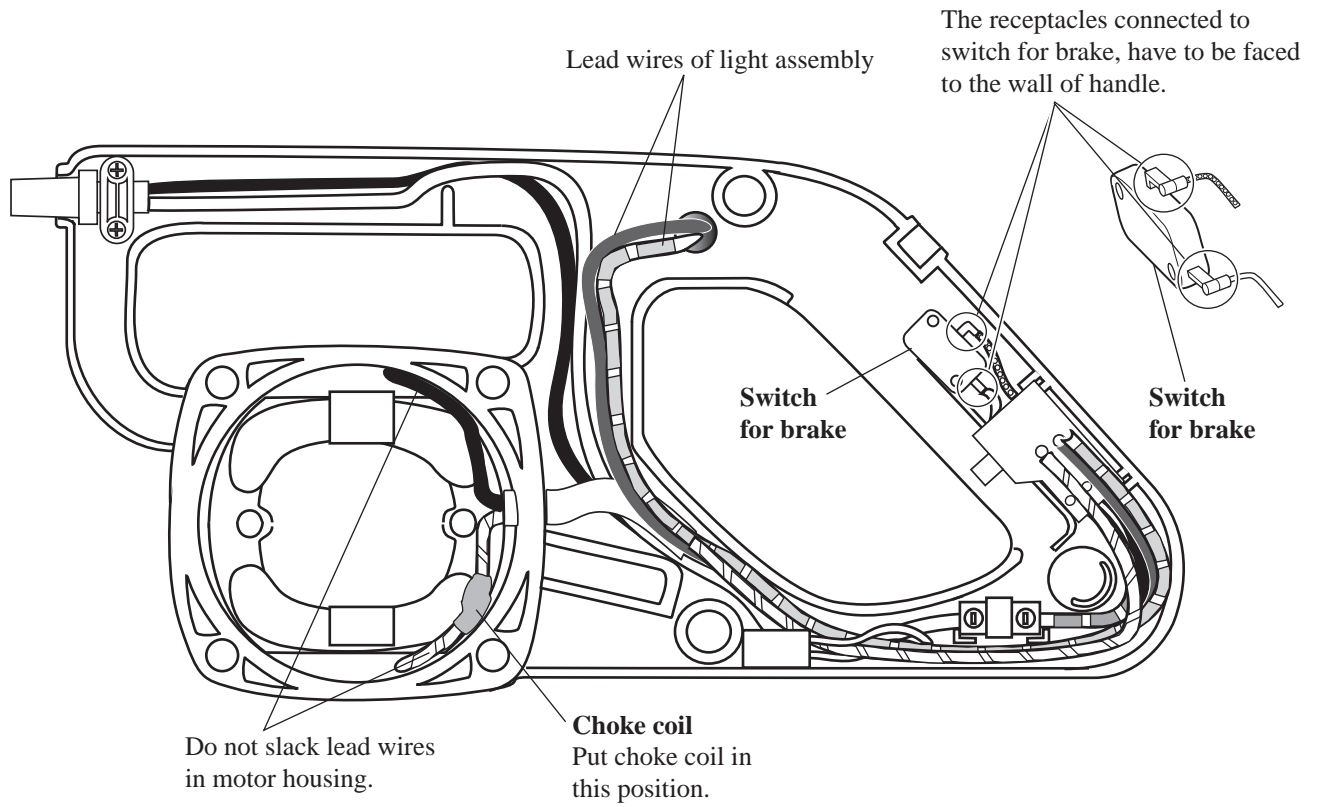 The receptacles connected to
switch for brake, have to be faced
to the wall of handle.
Lead wires of light assembly
Switch
for brake
Switch
for brake
Choke coil
Put choke coil in
this position.
Do not slack lead wires
in motor housing.